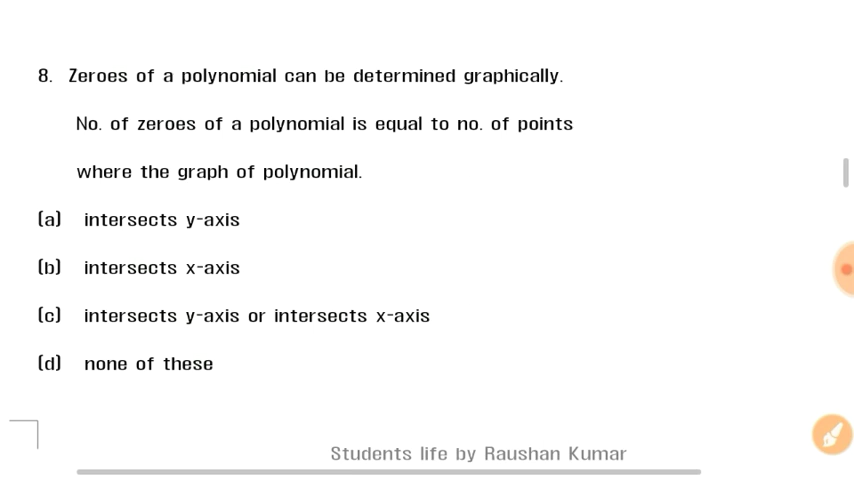 8. Zeroes of a polynomial can be determined graphically.
No. of zeroes of a polynomial is equal to no. of points
where the graph of polynomial.
(a) intersects y-axis
(b) intersects x-axis
(c) intersects y-axis or intersects x-axis
(d) none of these
Students life by Raushan Kumar